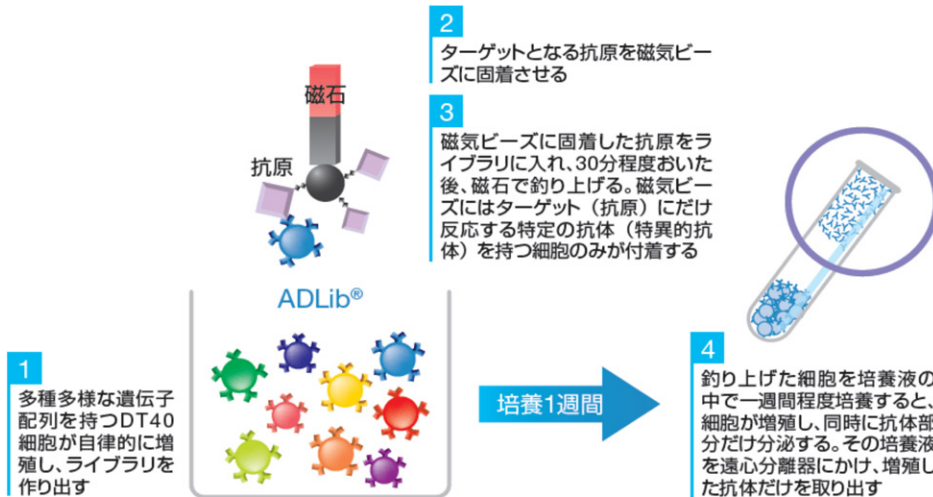 2
ターゲットとなる抗原を磁気ビー
ズに固着させる
3
磁気ビーズに固着した抗原をラ
イブラリに入れ、30分程度おいた
後、磁石で釣り上げる。磁気ビー
ズにはターゲット（抗原）にだけ
反応する特定の抗体（特異的抗
体）を持つ細胞のみが付着する
磁石
抗原
ADLib®
1
多種多様な遺伝子
配列を持つDT40
細胞が自律的に増
殖し、ライブラリを
作り出す
培養1週間
4
釣り上げた細胞を培養液の
中で一週間程度培養すると、
細胞が増殖し、同時に抗体部
分だけ分泌する。その培養液
を遠心分離器にかけ、増殖し
た抗体だけを取り出す